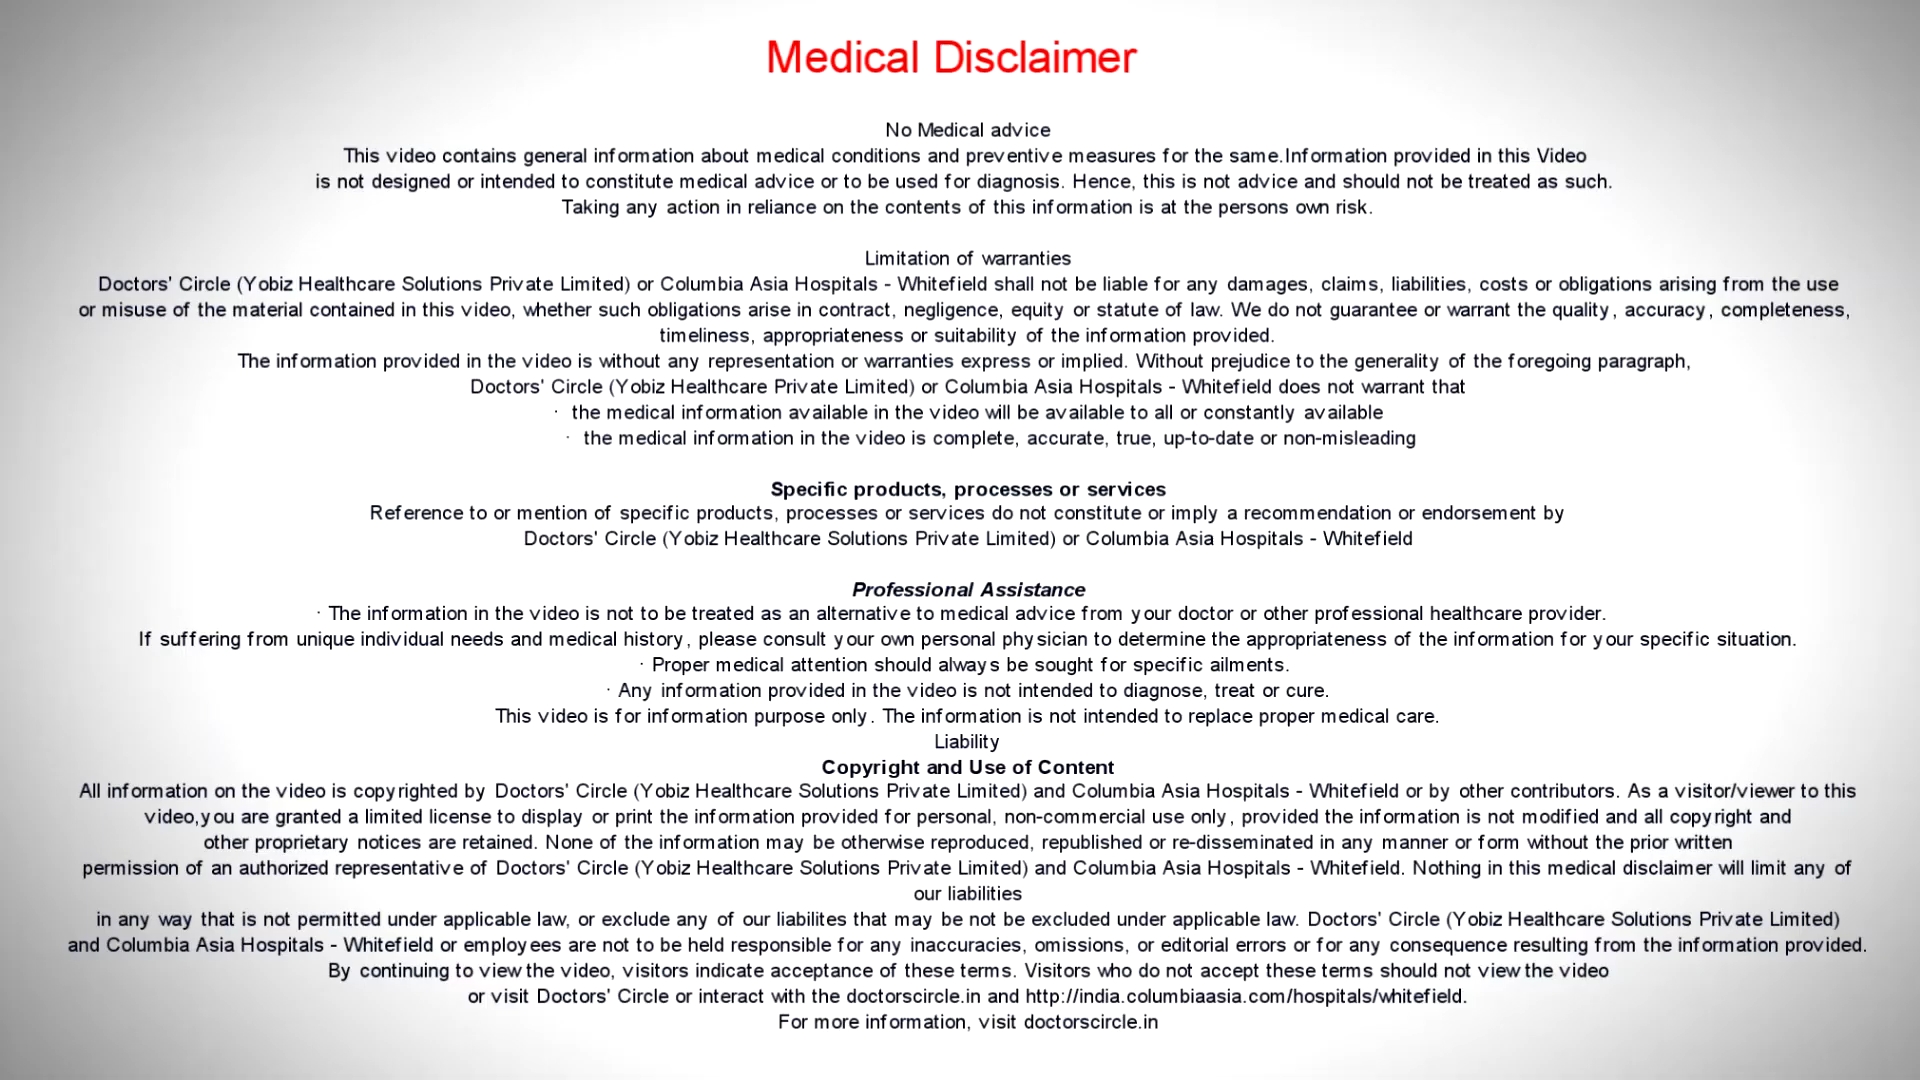 Medical Disclaimer
No Medical advice
This video contains general information about medical conditions and preventive measures for the same.Information provided in this Video
is not designed or intended to constitute medical advice or to be used for diagnosis. Hence, this is not advice and should not be treated as such.
Taking any action in reliance on the contents of this information is at the persons own risk.
Limitation of warranties
Doctors' Circle (Yobiz Healthcare Solutions Private Limited) or Columbia Asia Hospitals - Whitefield shall not be liable for any damages, claims, liabilities, costs or obligations arising from the use
or misuse of the material contained in this video, whether such obligations arise in contract, negligence, equity or statute of law. We do not guarantee or warrant the quality, accuracy, completeness,
timeliness, appropriateness or suitability of the information provided.
The information provided in the video is without any representation or warranties express or implied. Without prejudice to the generality of the foregoing paragraph,
Doctors' Circle (Yobiz Healthcare Private Limited) or Columbia Asia Hospitals - Whitefield does not warrant that
· the medical information available in the video will be available to all or constantly available
· the medical information in the video is complete, accurate, true, up-to-date or non-misleading
Specific products, processes or services
Reference to or mention of specific products, processes or services do not constitute or imply a recommendation or endorsement by
Doctors' Circle (Yobiz Healthcare Solutions Private Limited) or Columbia Asia Hospitals - Whitefield
Professional Assistance
· The information in the video is not to be treated as an alternative to medical advice from your doctor or other professional healthcare provider.
If suffering from unique individual needs and medical history, please consult your own personal physician to determine the appropriateness of the information for your specific situation.
· Proper medical attention should always be sought for specific ailments.
· Any information provided in the video is not intended to diagnose, treat or cure.
This video is for information purpose only. The information is not intended to replace proper medical care.
Liability
Copyright and Use of Content
All information on the video is copyrighted by Doctors' Circle (Yobiz Healthcare Solutions Private Limited) and Columbia Asia Hospitals - Whitefield or by other contributors. As a visitor/viewer to this
video,you are granted a limited license to display or print the information provided for personal, non-commercial use only, provided the information is not modified and all copyright and
other proprietary notices are retained. None of the information may be otherwise reproduced, republished or re-disseminated in any manner or form without the prior written
permission of an authorized representative of Doctors' Circle (Yobiz Healthcare Solutions Private Limited) and Columbia Asia Hospitals - Whitefield. Nothing in this medical disclaimer will limit any of
our liabilities
in any way that is not permitted under applicable law, or exclude any of our liabilites that may be not be excluded under applicable law. Doctors' Circle (Yobiz Healthcare Solutions Private Limited)
and Columbia Asia Hospitals - Whitefield or employees are not to be held responsible for any inaccuracies, omissions, or editorial errors or for any consequence resulting from the information provided.
By continuing to view the video, visitors indicate acceptance of these terms. Visitors who do not accept these terms should not view the video
or visit Doctors' Circle or interact with the doctorscircle.in and http://india.columbiaasia.com/hospitals/whitefield.
For more information, visit doctorscircle.in